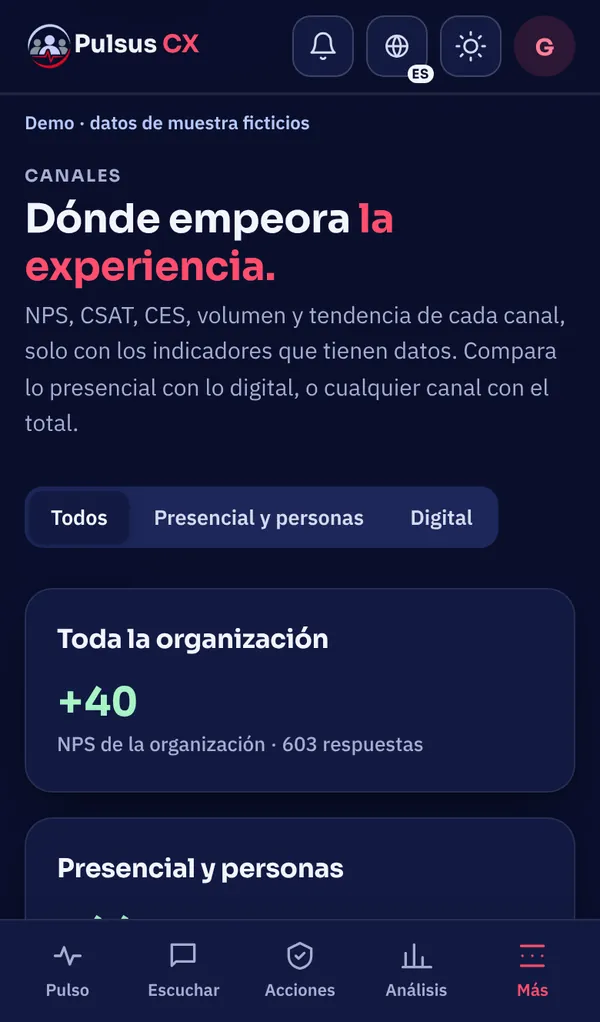 Pulsus CX
ES
G
Demo · datos de muestra ficticios
CANALES
Dónde empeora la
experiencia.
NPS, CSAT, CES, volumen y tendencia de cada canal,
solo con los indicadores que tienen datos. Compara
lo presencial con lo digital, o cualquier canal con el
total.
Todos
Presencial y personas
Digital
Toda la organización
+40
NPS de la organización · 603 respuestas
Presencial y personas
Pulso
Escuchar
Acciones
Análisis
Más